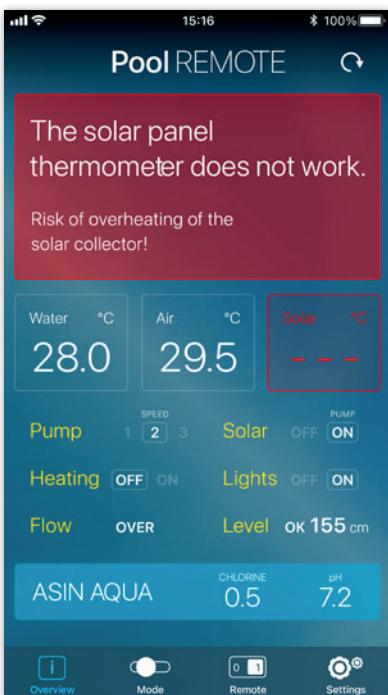 15:16 100%
Pool REMOTE
The solar panel
thermometer does not work.
Risk of overheating of the
solar collector!
Water °C Air °C Solar °C
28.0 29.5 - - -
SPEED PUMP
Pump 1 2 3 Solar OFF ON
Heating OFF ON Lights OFF ON
Flow OVER Level OK 155 cm
CHLORINE pH
ASIN AQUA 0.5 7.2
i 0 1
Overview Mode Remote Settings